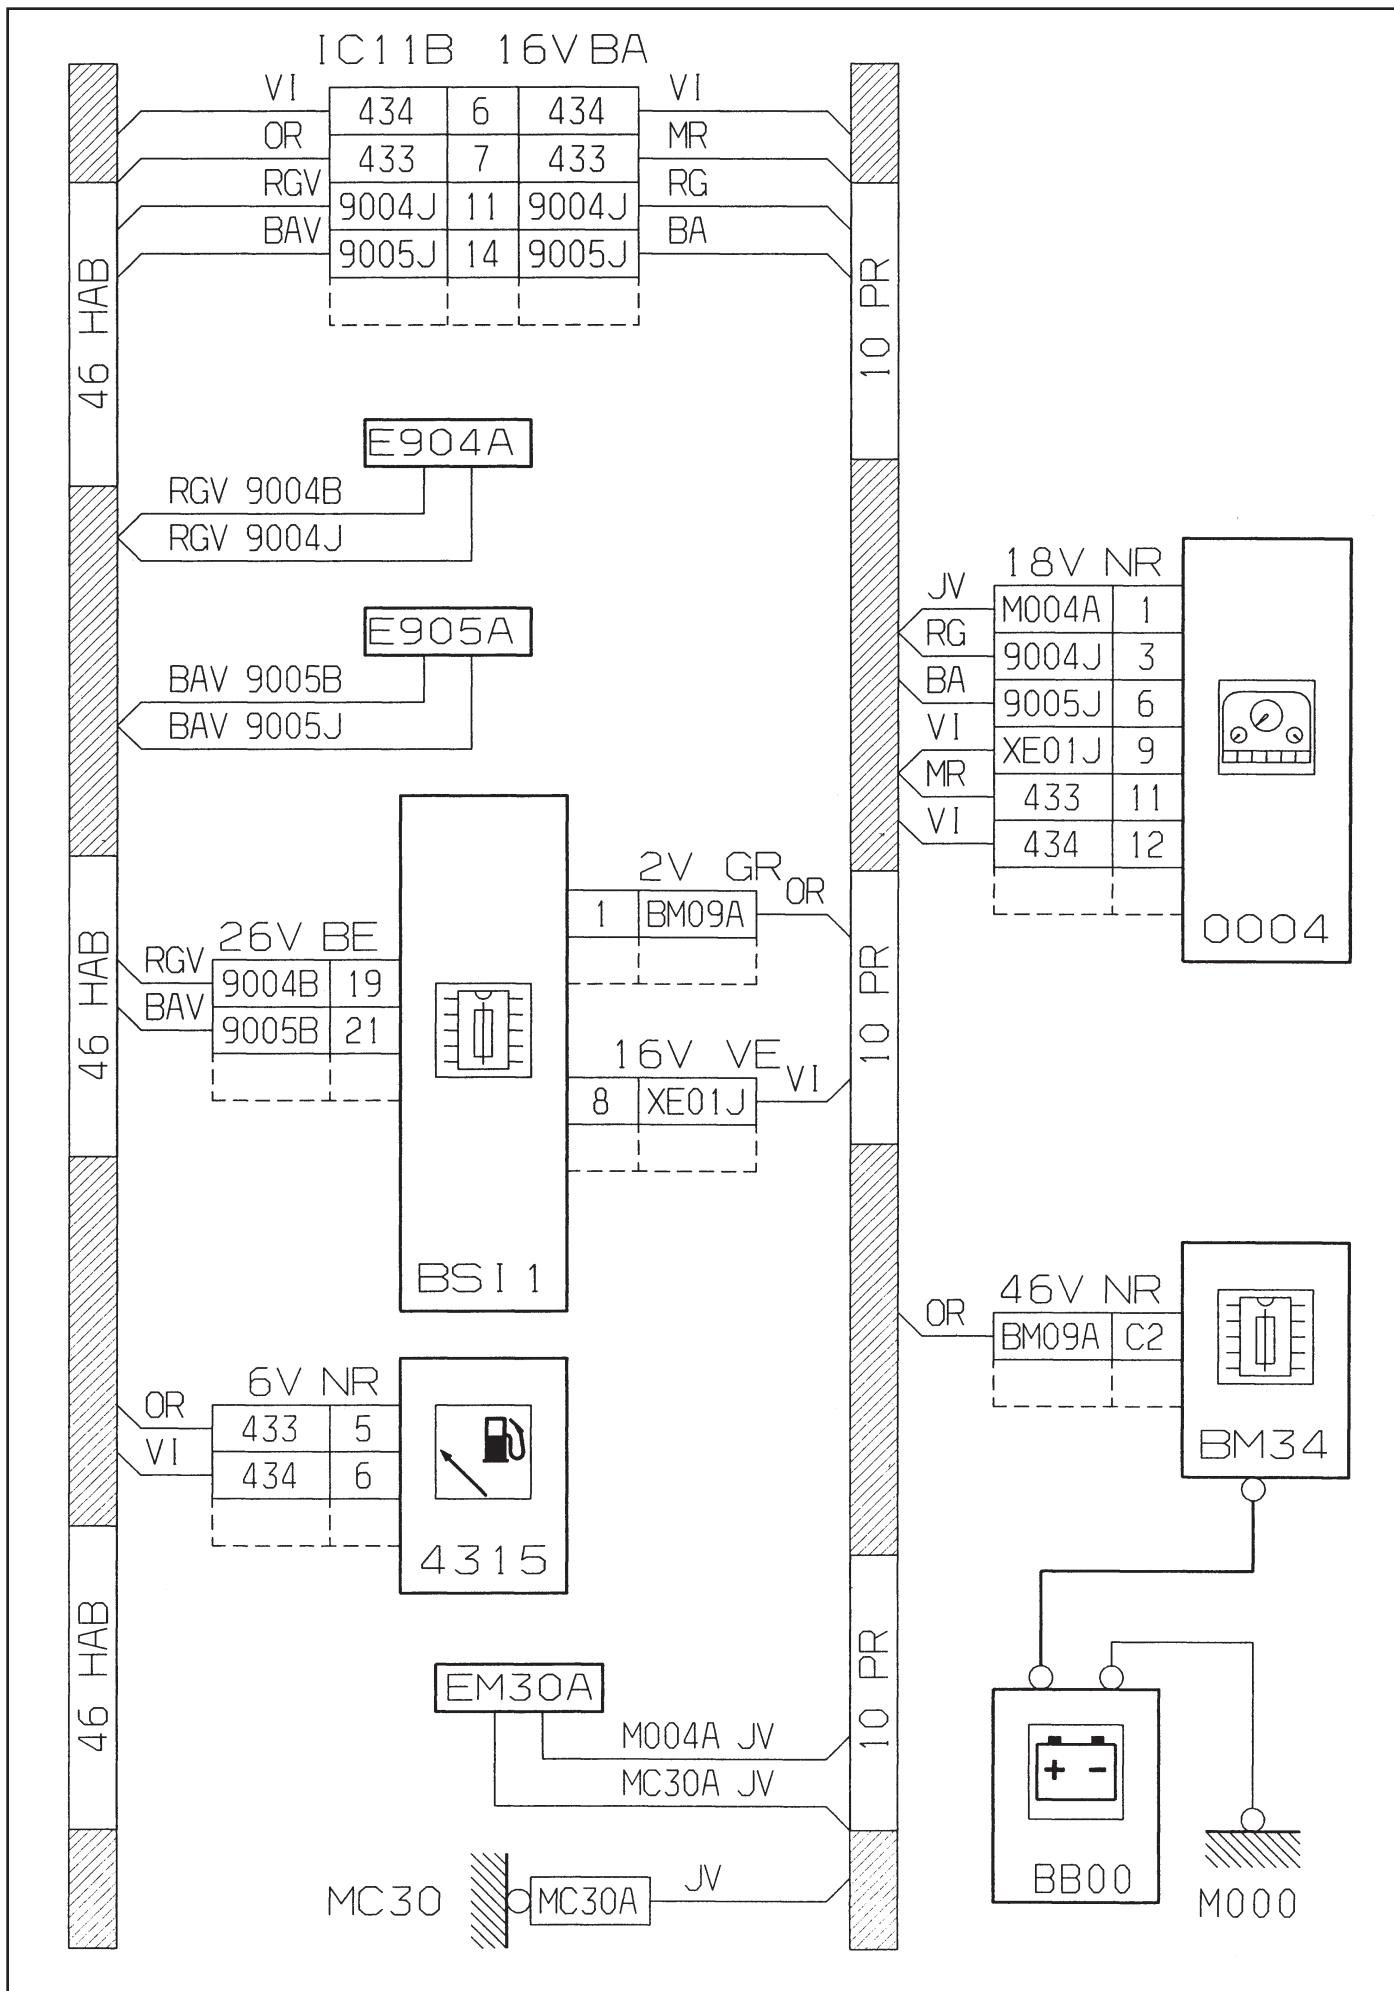 IC11B 16V BA
VI 434 6 434 VI
OR 433 7 433 MR
RGV 9004J 11 9004J RG
BAV 9005J 14 9005J BA
46 HAB
10 PR
E904A
RGV 9004B
RGV 9004J
18V NR
JV M004A 1
RG 9004J 3
BA 9005J 6
VI XE01J 9
MR 433 11
VI 434 12
0004
E905A
BAV 9005B
BAV 9005J
2V GR
1 BM09A OR
26V BE
RGV 9004B 19
BAV 9005B 21
46 HAB
10 PR
16V VE
8 XE01J VI
BSI1
46V NR
OR BM09A C2
BM34
6V NR
OR 433 5
VI 434 6
4315
46 HAB
10 PR
EM30A
M004A JV
MC30A JV
+ -
BB00
M000
MC30 MC30A JV